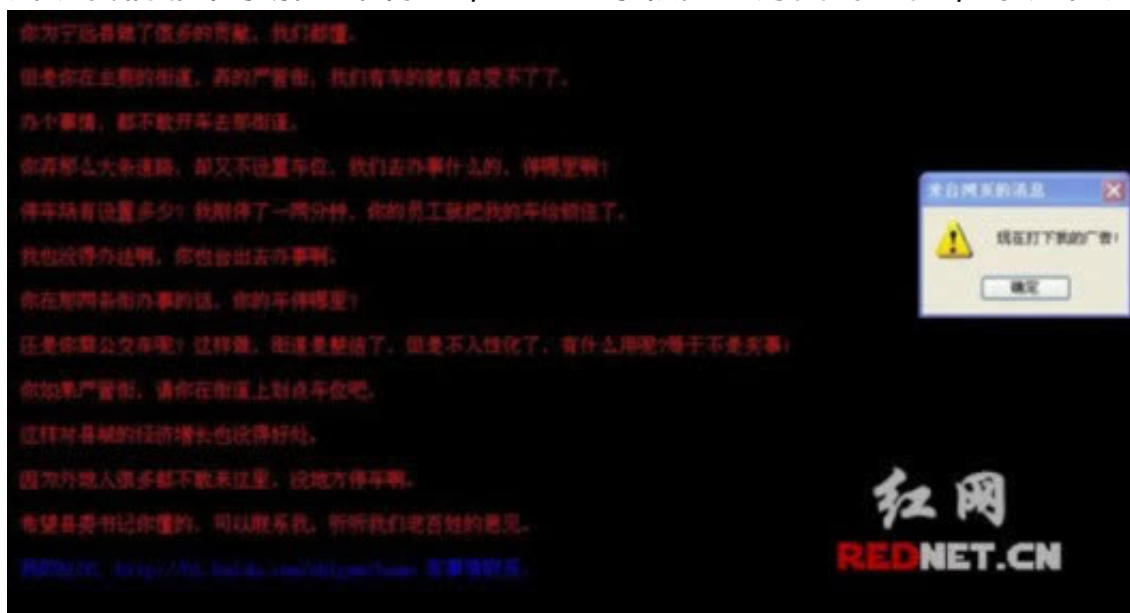 你为宁远县做了很多的贡献，我们都懂。
但是你在主要的街道，弄的严管街，我们有车的就有点受不了了。
办个事情，都不敢开车去那街道。
你弄那么大条道路，却又不设置车位，我们去办事什么的，停哪里啊！
停车场有设置多少？我刚停了一两分钟，你的员工就把我的车给锁住了。
我也没得办法啊，你也会出去办事啊。
你在那两条街办事的话，你的车停哪里？
还是你乘公交车呢？这样做，街道是整洁了，但是不人性化了，有什么用呢?等于不是实事！
你如果严管街，请你在街道上划点车位吧。
这样对县城的经济增长也没得好处。
因为外地人很多都不敢来这里，没地方停车啊。
希望县委书记你懂的，可以联系我，听听我们老百姓的意见。
来自网页的消息
现在打下我的广告！
确定
红网
REDNET.CN